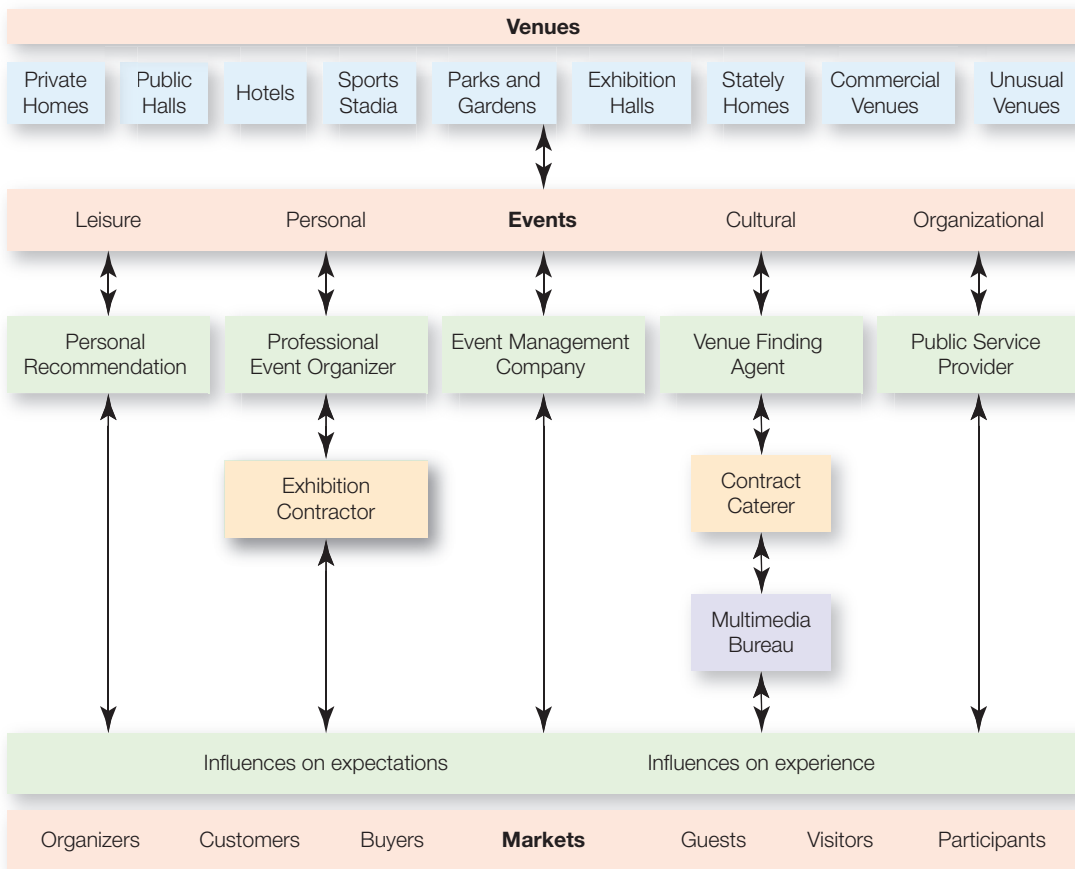 Venues
Private
Homes
Public
Halls
Hotels
Sports
Stadia
Parks and
Gardens
Exhibition
Halls
Stately
Homes
Commercial
Venues
Unusual
Venues
Leisure
Personal
Events
Cultural
Organizational
Personal
Recommendation
Professional
Event Organizer
Event Management
Company
Venue Finding
Agent
Public Service
Provider
Exhibition
Contractor
Contract
Caterer
Multimedia
Bureau
Influences on expectations
Influences on experience
Organizers
Customers
Buyers
Markets
Guests
Visitors
Participants